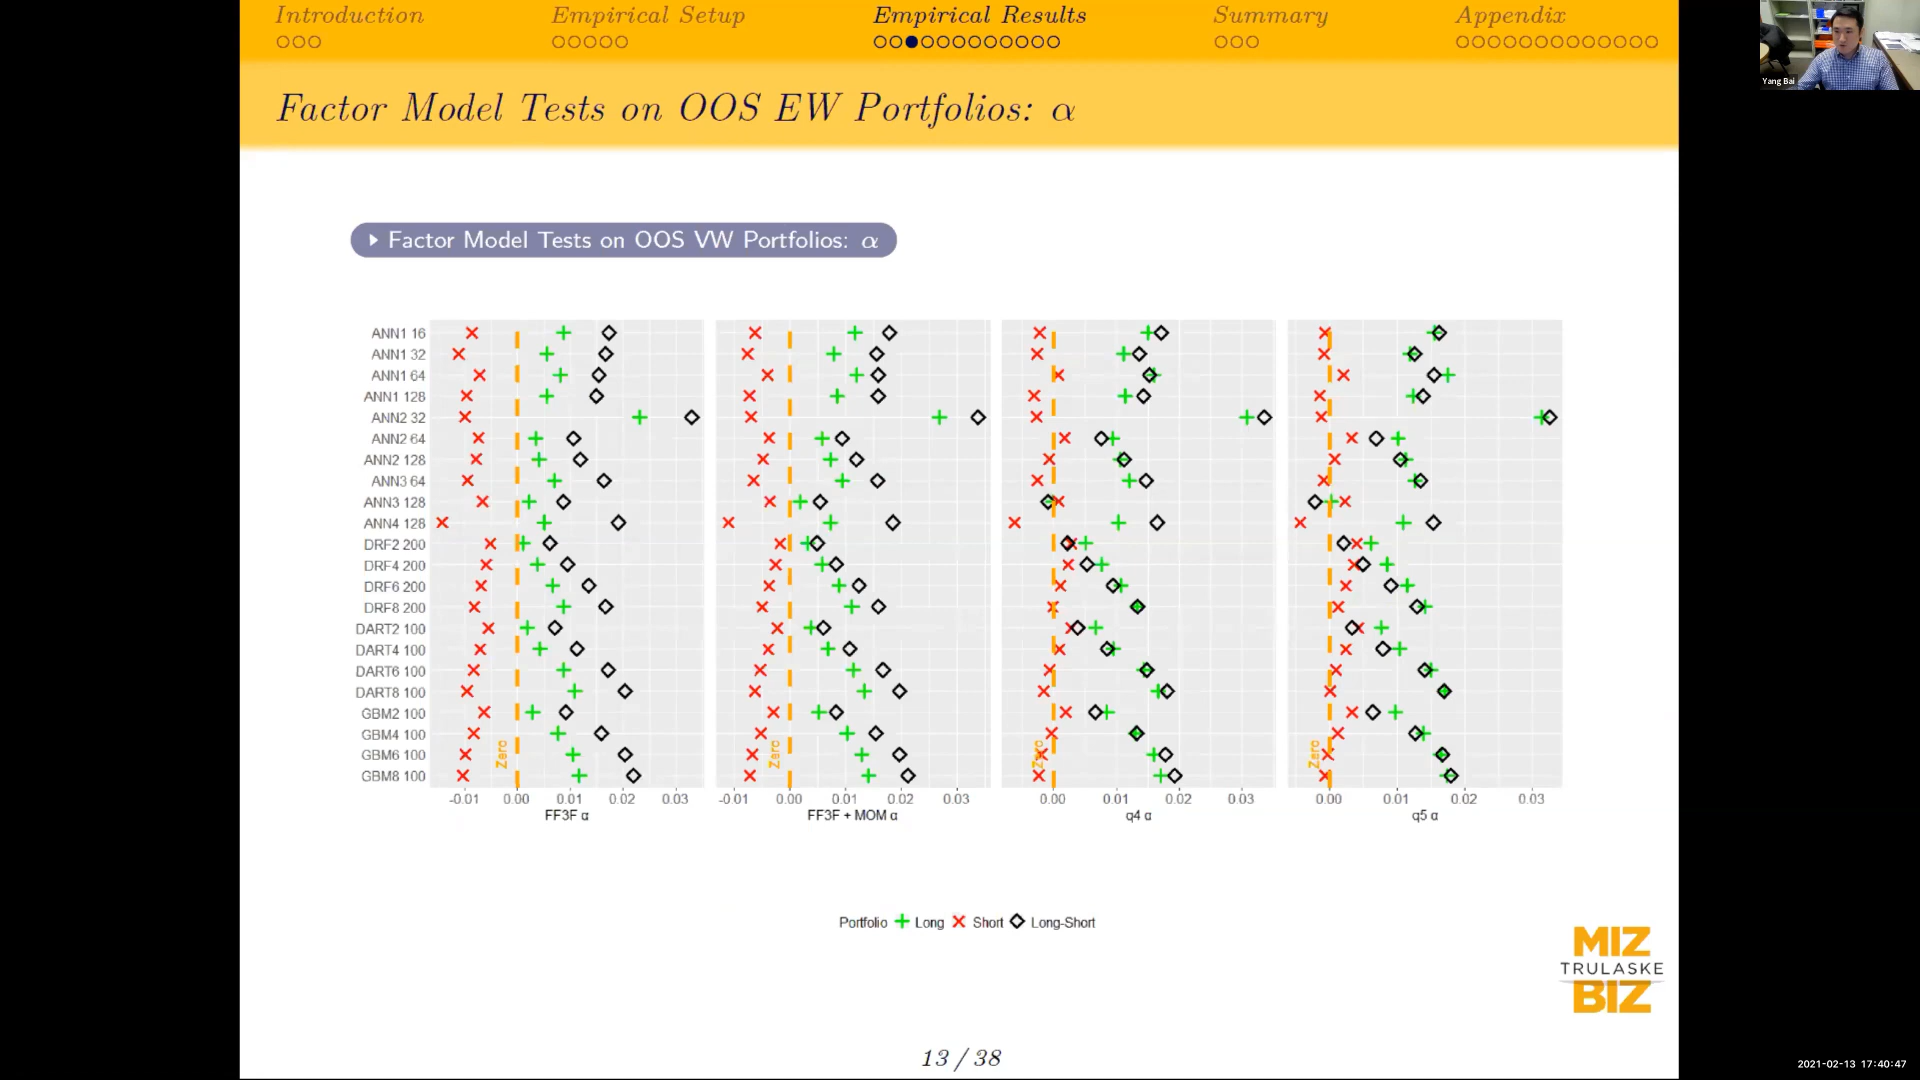 Introduction Empirical Setup Empirical Results Summary Appendix
Yang Bai
Factor Model Tests on OOS EW Portfolios: α
Factor Model Tests on OOS VW Portfolios: α
ANN1 16
ANN1 32
ANN1 64
ANN1 128
ANN2 32
ANN2 64
ANN2 128
ANN3 64
ANN3 128
ANN4 128
DRF2 200
DRF4 200
DRF6 200
DRF8 200
DART2 100
DART4 100
DART6 100
DART8 100
GBM2 100
GBM4 100
GBM6 100
GBM8 100
Zero Zero Zero Zero
-0.01 0.00 0.01 0.02 0.03 -0.01 0.00 0.01 0.02 0.03 0.00 0.01 0.02 0.03 0.00 0.01 0.02 0.03
FF3F α FF3F + MOM α q4 α q5 α
Portfolio Long Short Long-Short
MIZ
TRULASKE
BIZ
13 / 38
2021-02-13 17:40:47